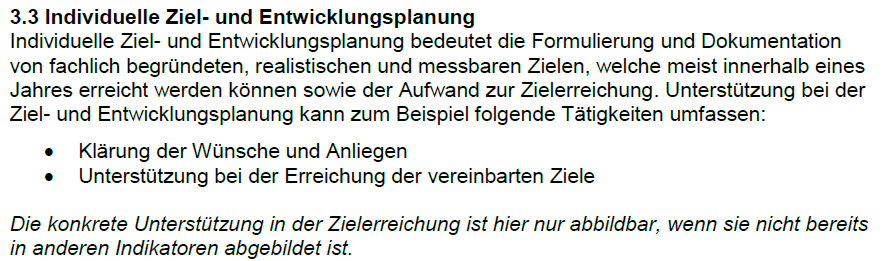 3.3 Individuelle Ziel- und Entwicklungsplanung
Individuelle Ziel- und Entwicklungsplanung bedeutet die Formulierung und Dokumentation
von fachlich begründeten, realistischen und messbaren Zielen, welche meist innerhalb eines
Jahres erreicht werden können sowie der Aufwand zur Zielerreichung. Unterstützung bei der
Ziel- und Entwicklungsplanung kann zum Beispiel folgende Tätigkeiten umfassen:
• Klärung der Wünsche und Anliegen
• Unterstützung bei der Erreichung der vereinbarten Ziele
Die konkrete Unterstützung in der Zielerreichung ist hier nur abbildbar, wenn sie nicht bereits
in anderen Indikatoren abgebildet ist.